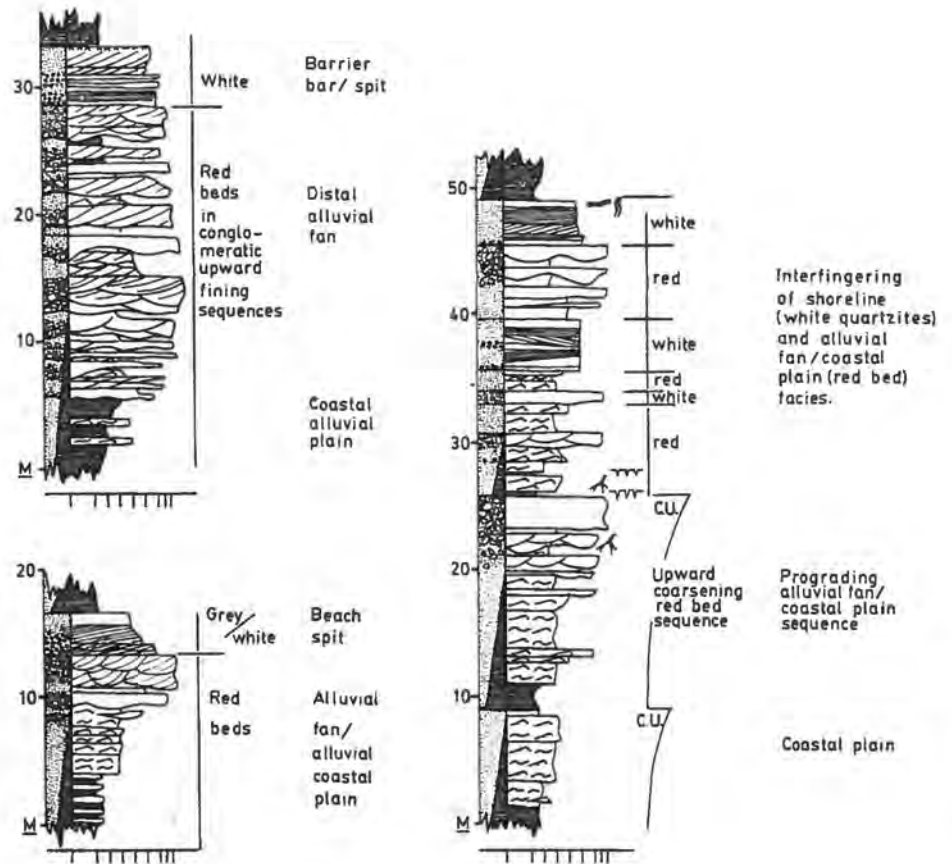 30
20
10
M
White
Red
beds
in
conglo-
meratic
upward
fining
sequences
Barrier
bar/ spit
Distal
alluvial
fan
Coastal
alluvial
plain
20
10
M
Grey/
white
Red
beds
Beach
spit
Alluvial
fan/
alluvial
coastal
plain
50
40
30
20
10
M
white
red
white
red
white
red
C.U.
Upward
coarsening
red bed
sequence
C.U.
Interfingering
of shoreline
(white quartzites)
and alluvial
fan/coastal
plain (red bed)
facies.
Prograding
alluvial fan/
coastal plain
sequence
Coastal plain